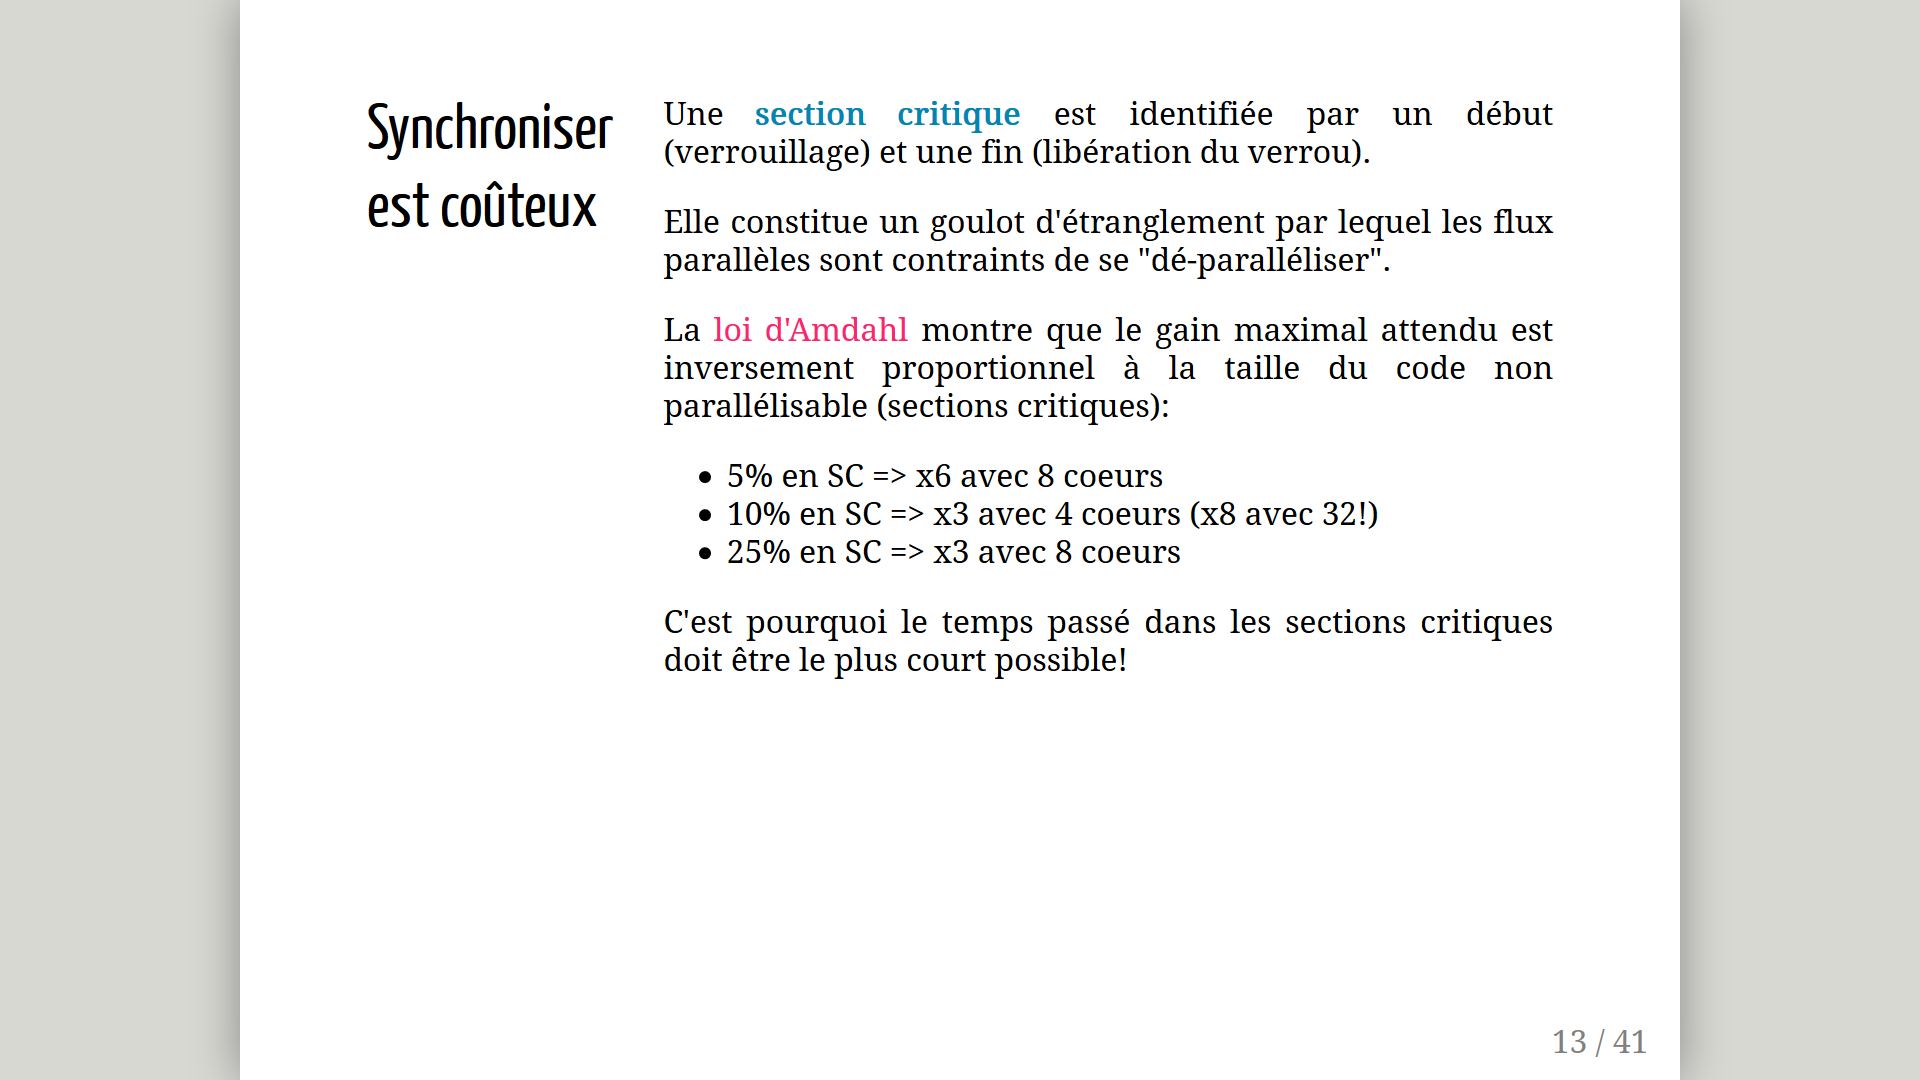 Synchroniser
est coûteux
Une section critique est identifiée par un début
(verrouillage) et une fin (libération du verrou).
Elle constitue un goulot d'étranglement par lequel les flux
parallèles sont contraints de se "dé-paralléliser".
La loi d'Amdahl montre que le gain maximal attendu est
inversement proportionnel à la taille du code non
parallélisable (sections critiques):
• 5% en SC => x6 avec 8 coeurs
• 10% en SC => x3 avec 4 coeurs (x8 avec 32!)
• 25% en SC => x3 avec 8 coeurs
C'est pourquoi le temps passé dans les sections critiques
doit être le plus court possible!
13 / 41